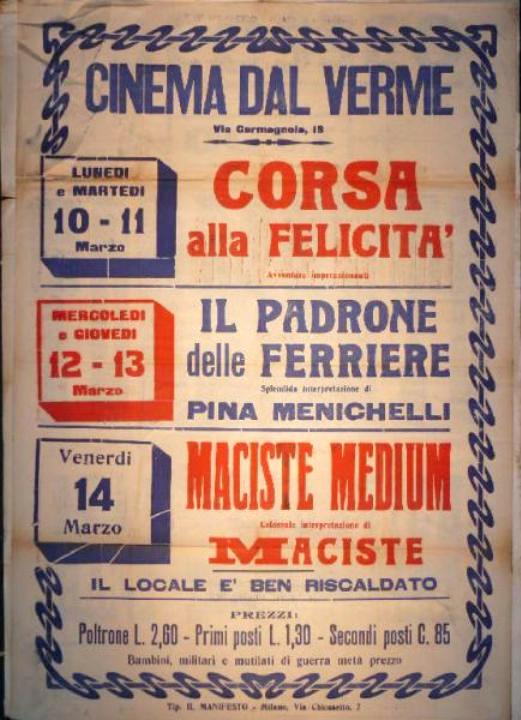 CINEMA DAL VERME
Via Carmagnola, 18
LUNEDI
e MARTEDI
10 - 11
Marzo
CORSA
alla FELICITA'
Avventure impressionanti
MERCOLEDI
e GIOVEDI
12 - 13
Marzo
IL PADRONE
delle FERRIERE
Splendida interpretazione di
PINA MENICHELLI
Venerdi
14
Marzo
MACISTE MEDIUM
Colossale interpretazione di
MACISTE
IL LOCALE E' BEN RISCALDATO
PREZZI:
Poltrone L. 2,60 - Primi posti L. 1,30 - Secondi posti C. 85
Bambini, militari e mutilati di guerra metà prezzo
Tip. IL MANIFESTO - Milano, Via Chiusetto, 7